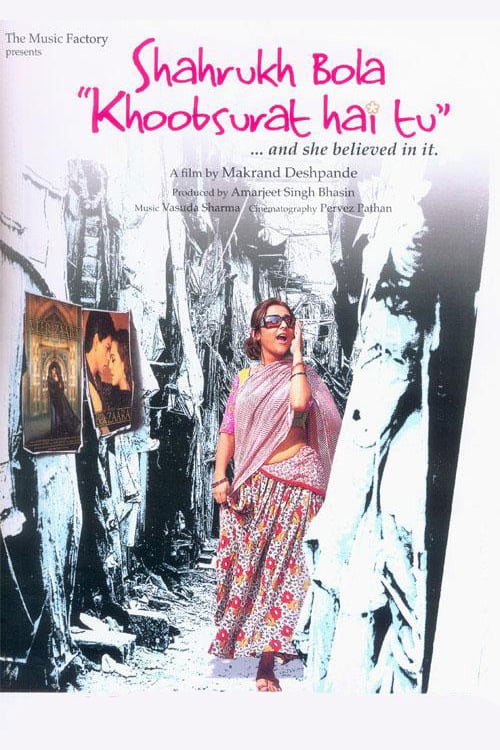 The Music Factory
presents
Shahrukh Bola
"Khoobsurat hai tu"
... and she believed in it.
A film by Makrand Deshpande
Produced by Amarjeet Singh Bhasin
Music Vasuda Sharma Cinematography Pervez Pathan
ZAARA